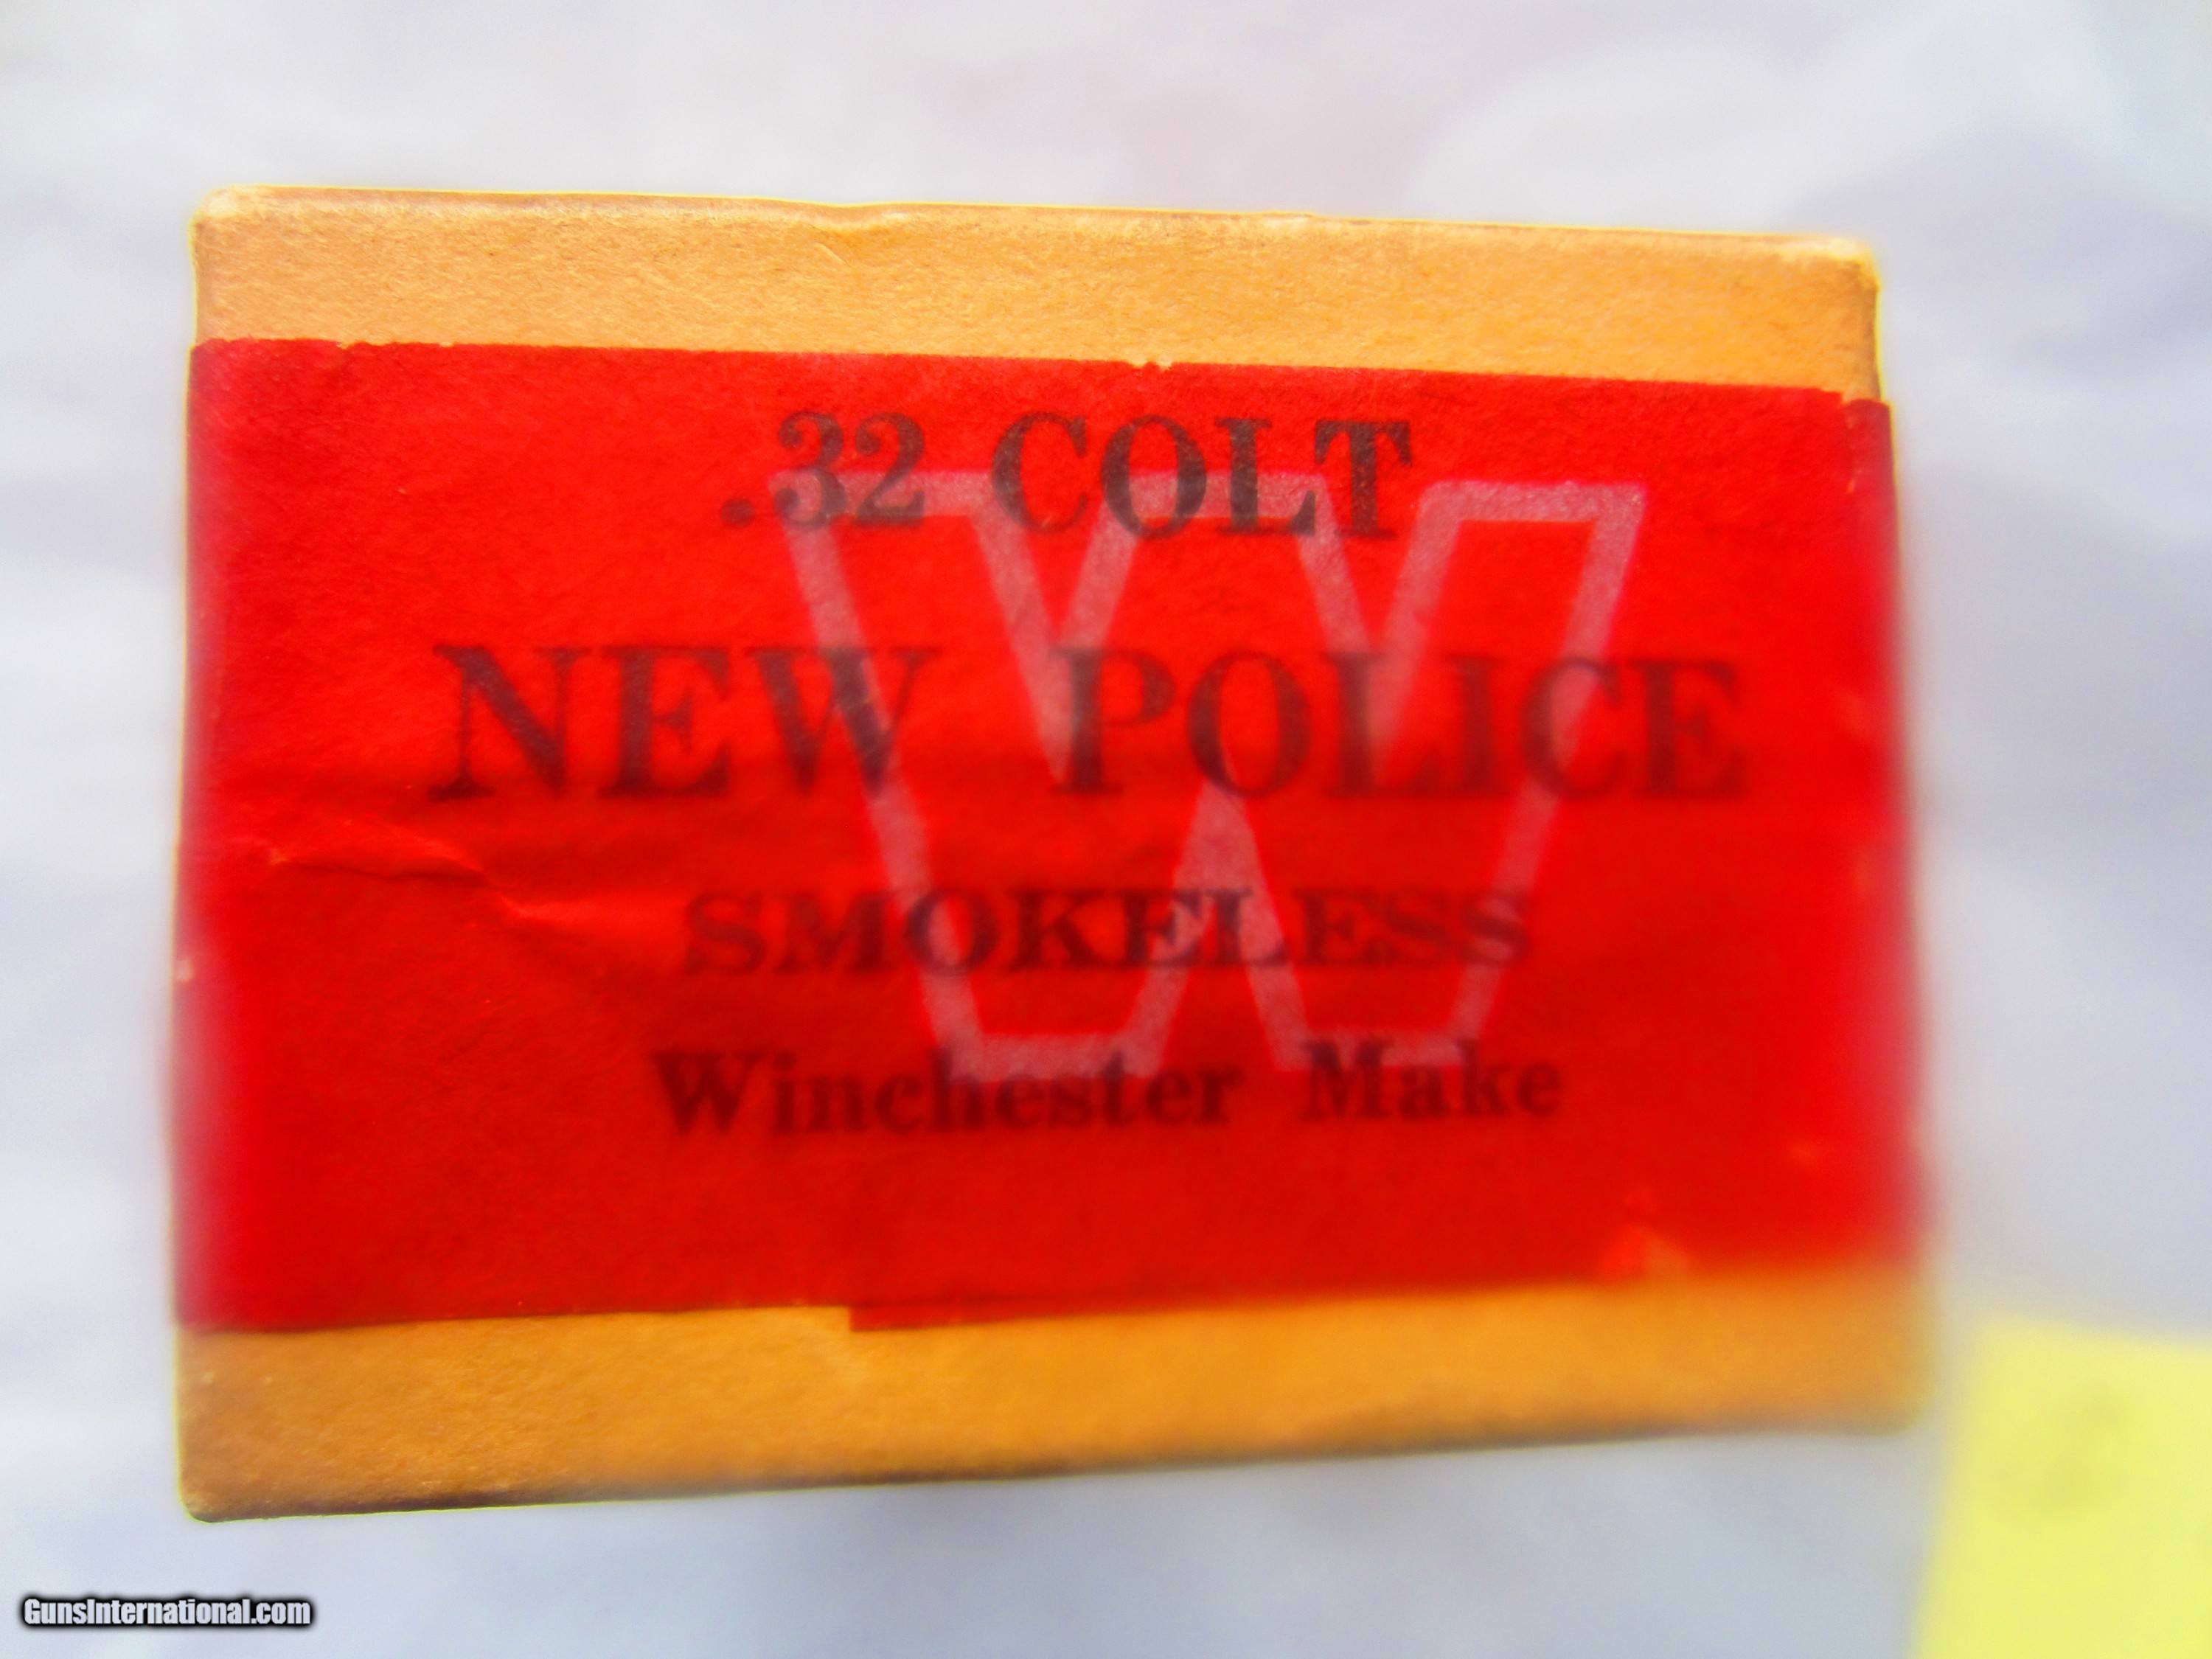 .32 COLT
NEW POLICE
SMOKELESS
Winchester Make
W
GunsInternational.com